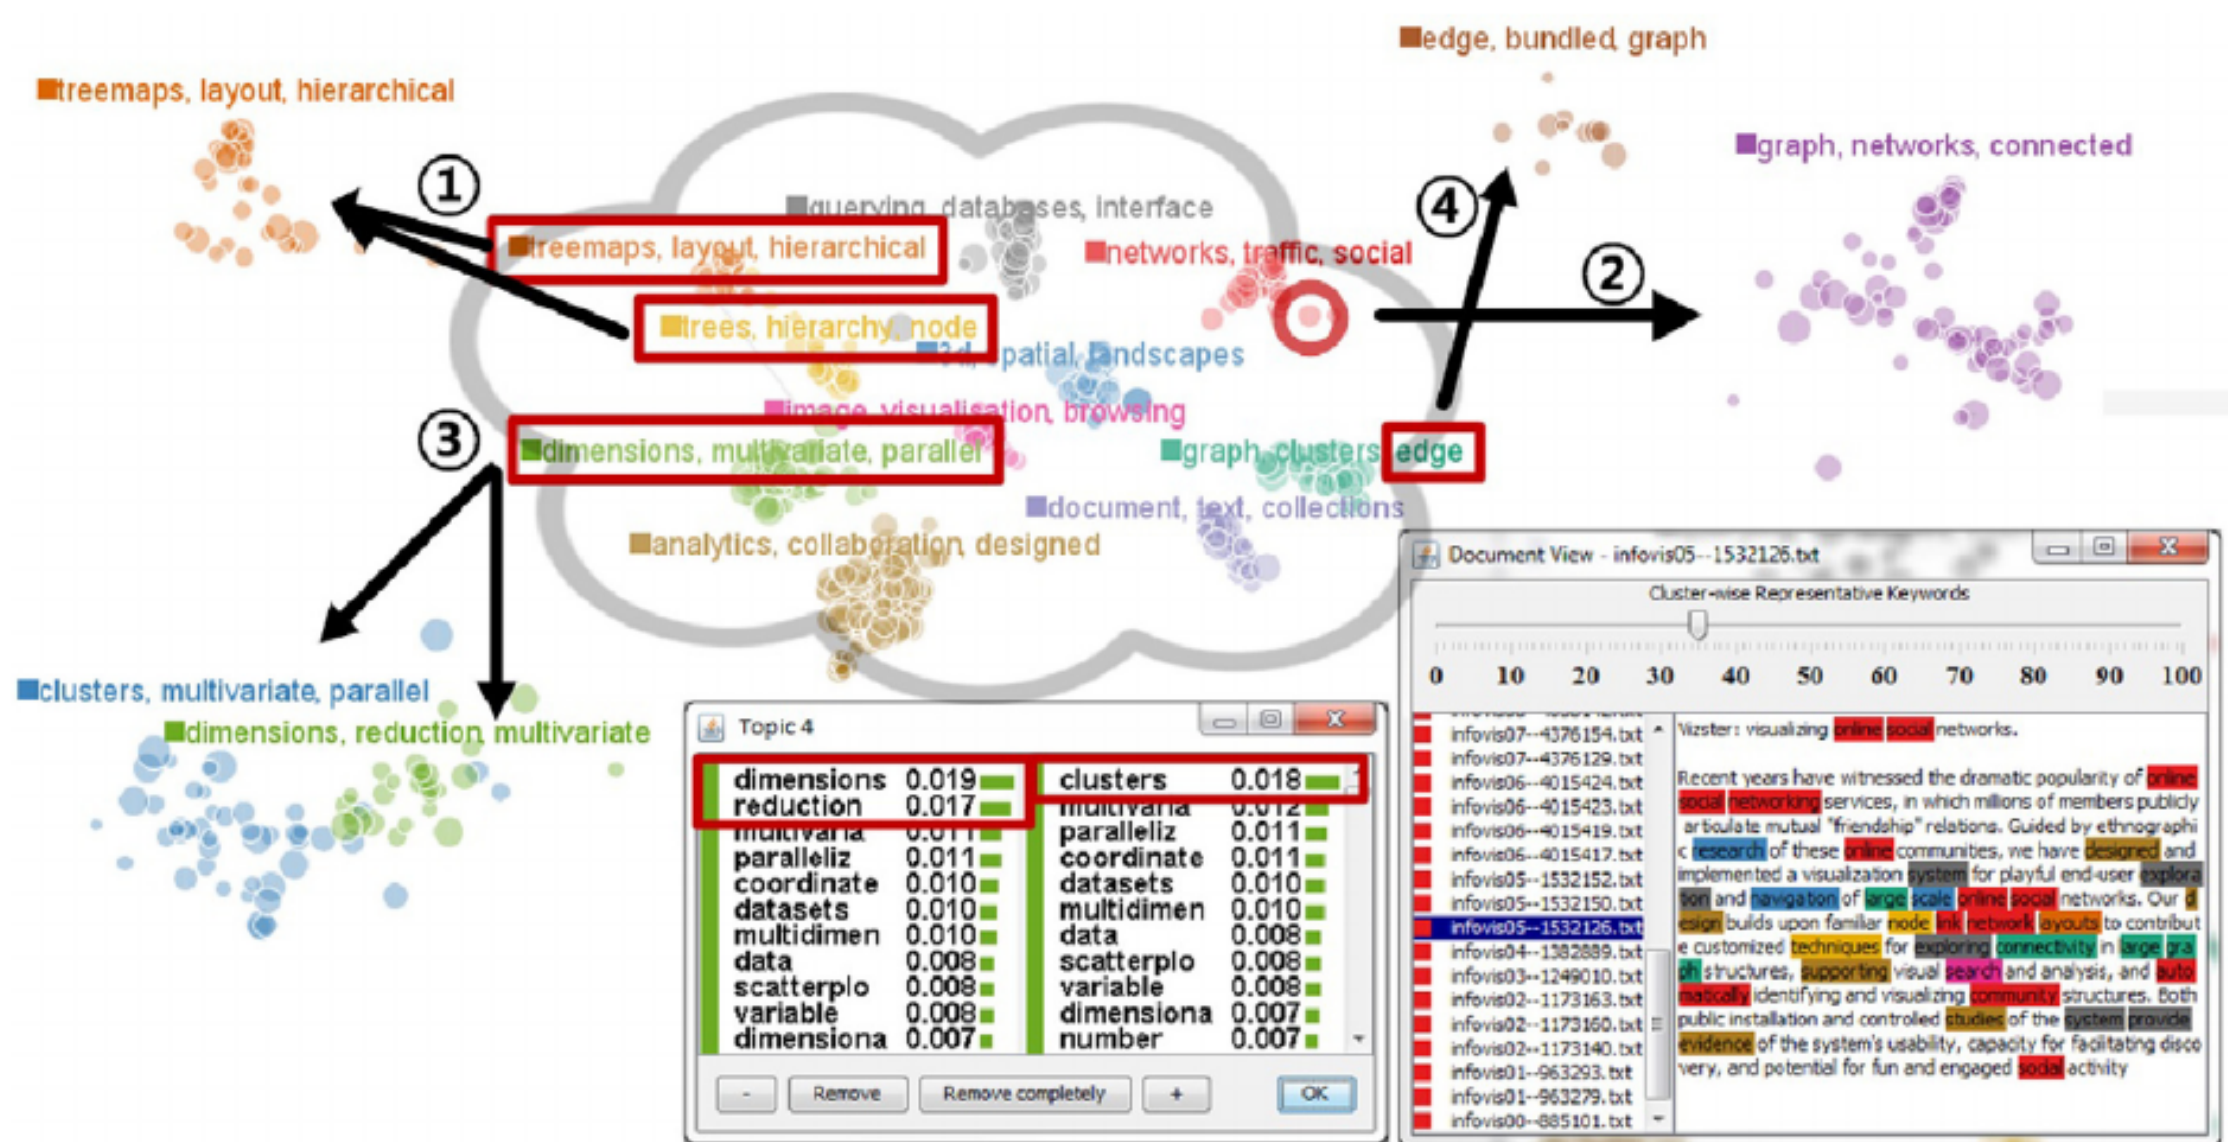 edge, bundled, graph
treemaps, layout, hierarchical
graph, networks, connected
①
④
querying, databases, interface
treemaps, layout, hierarchical
networks, traffic, social
②
trees, hierarchy, node
3d, spatial, landscapes
image, visualisation, browsing
③
dimensions, multivariate, parallel
graph, clusters, edge
document, text, collections
analytics, collaboration, designed
clusters, multivariate, parallel
dimensions, reduction, multivariate
Topic 4
dimensions 0.019 clusters 0.018
reduction 0.017 multivaria 0.012
multivaria 0.011 paralleliz 0.011
paralleliz 0.011 coordinate 0.011
coordinate 0.010 datasets 0.010
datasets 0.010 multidimen 0.010
multidimen 0.010 data 0.008
data 0.008 scatterplo 0.008
scatterplo 0.008 variable 0.008
variable 0.008 dimensiona 0.007
dimensiona 0.007 number 0.007
- Remove Remove completely + OK
Document View - infovis05--1532126.txt
Cluster-wise Representative Keywords
0 10 20 30 40 50 60 70 80 90 100
infovis07--4376154.txt
infovis07--4376129.txt
infovis06--4015424.txt
infovis06--4015423.txt
infovis06--4015419.txt
infovis06--4015417.txt
infovis05--1532152.txt
infovis05--1532150.txt
infovis05--1532126.txt
infovis04--1382889.txt
infovis03--1249010.txt
infovis02--1173163.txt
infovis02--1173160.txt
infovis02--1173140.txt
infovis01--963293.txt
infovis01--963279.txt
infovis00--885101.txt
Vizster: visualizing online social networks.
Recent years have witnessed the dramatic popularity of online
social networking services, in which millions of members publicly
articulate mutual "friendship" relations. Guided by ethnographi
c research of these online communities, we have designed and
implemented a visualization system for playful end-user explora
tion and navigation of large scale online social networks. Our d
esign builds upon familiar node link network layouts to contribut
e customized techniques for exploring connectivity in large gra
ph structures, supporting visual search and analysis, and auto
matically identifying and visualizing community structures. Both
public installation and controlled studies of the system provide
evidence of the system's usability, capacity for facilitating disco
very, and potential for fun and engaged social activity